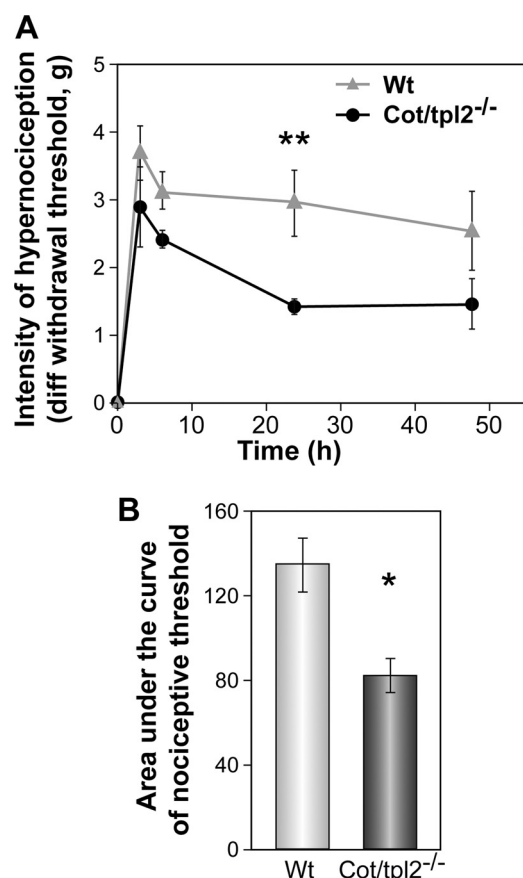 A
Intensity of hypernociception
(diff withdrawal threshold, g)
5
4
3
2
1
0
Wt
Cot/tpl2-/-
**
0
10
20
30
40
50
Time (h)
B
Area under the curve
of nociceptive threshold
160
120
80
40
0
*
Wt
Cot/tpl2-/-